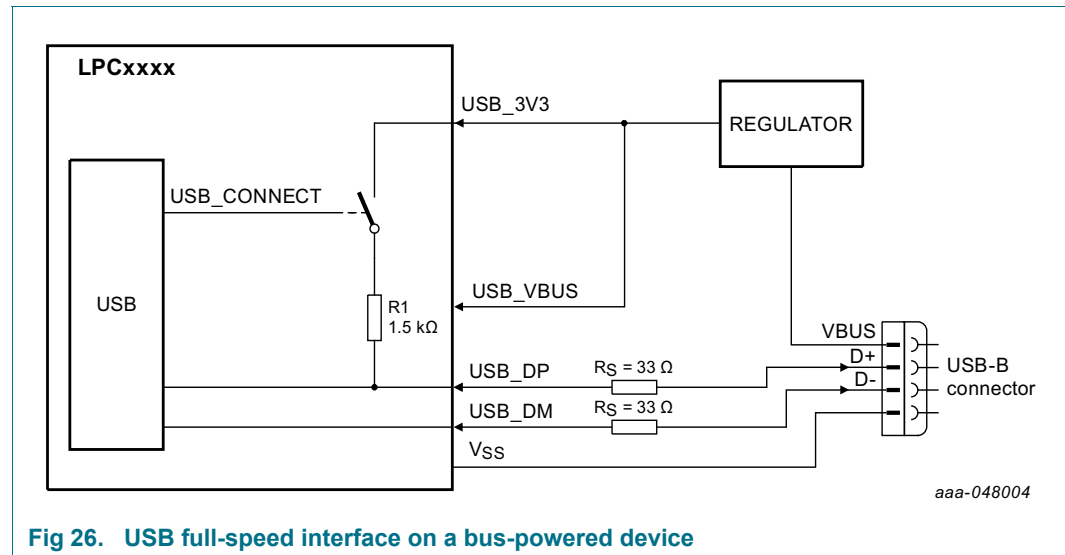 LPCxxxx
USB_3V3
REGULATOR
USB_CONNECT
USB
R1
1.5 kΩ
USB_VBUS
VBUS
D+
D-
USB-B
connector
USB_DP
RS = 33 Ω
USB_DM
RS = 33 Ω
VSS
aaa-048004
Fig 26. USB full-speed interface on a bus-powered device